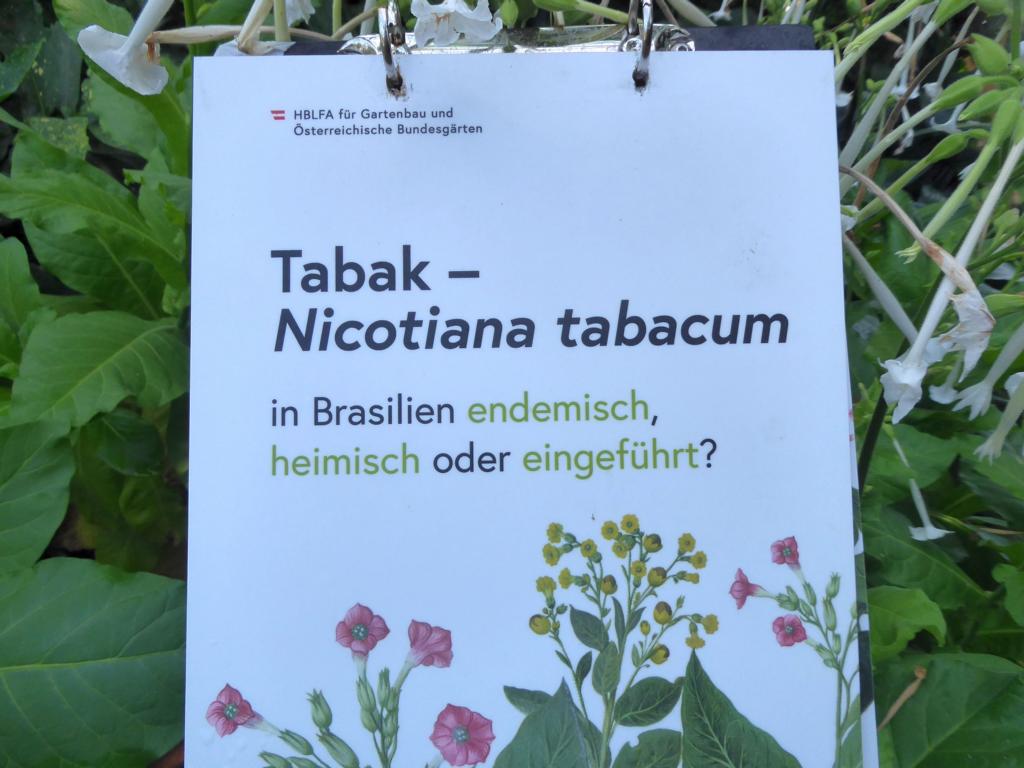 HBLFA für Gartenbau und
Österreichische Bundesgärten
Tabak –
Nicotiana tabacum
in Brasilien endemisch,
heimisch oder eingeführt?